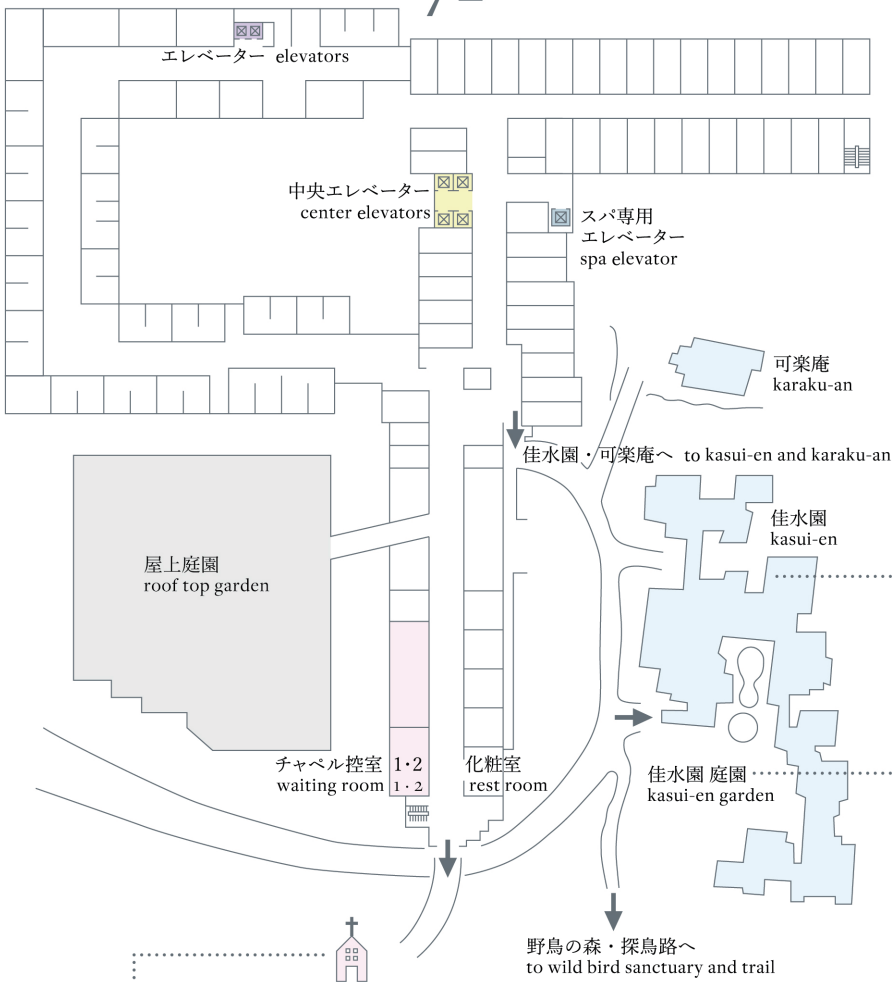 エレベーター elevators
中央エレベーター
center elevators
スパ専用
エレベーター
spa elevator
可楽庵
karaku-an
佳水園・可楽庵へ to kasui-en and karaku-an
佳水園
kasui-en
屋上庭園
roof top garden
チャペル控室 1・2
waiting room 1・2
化粧室
rest room
佳水園 庭園
kasui-en garden
野鳥の森・探鳥路へ
to wild bird sanctuary and trail